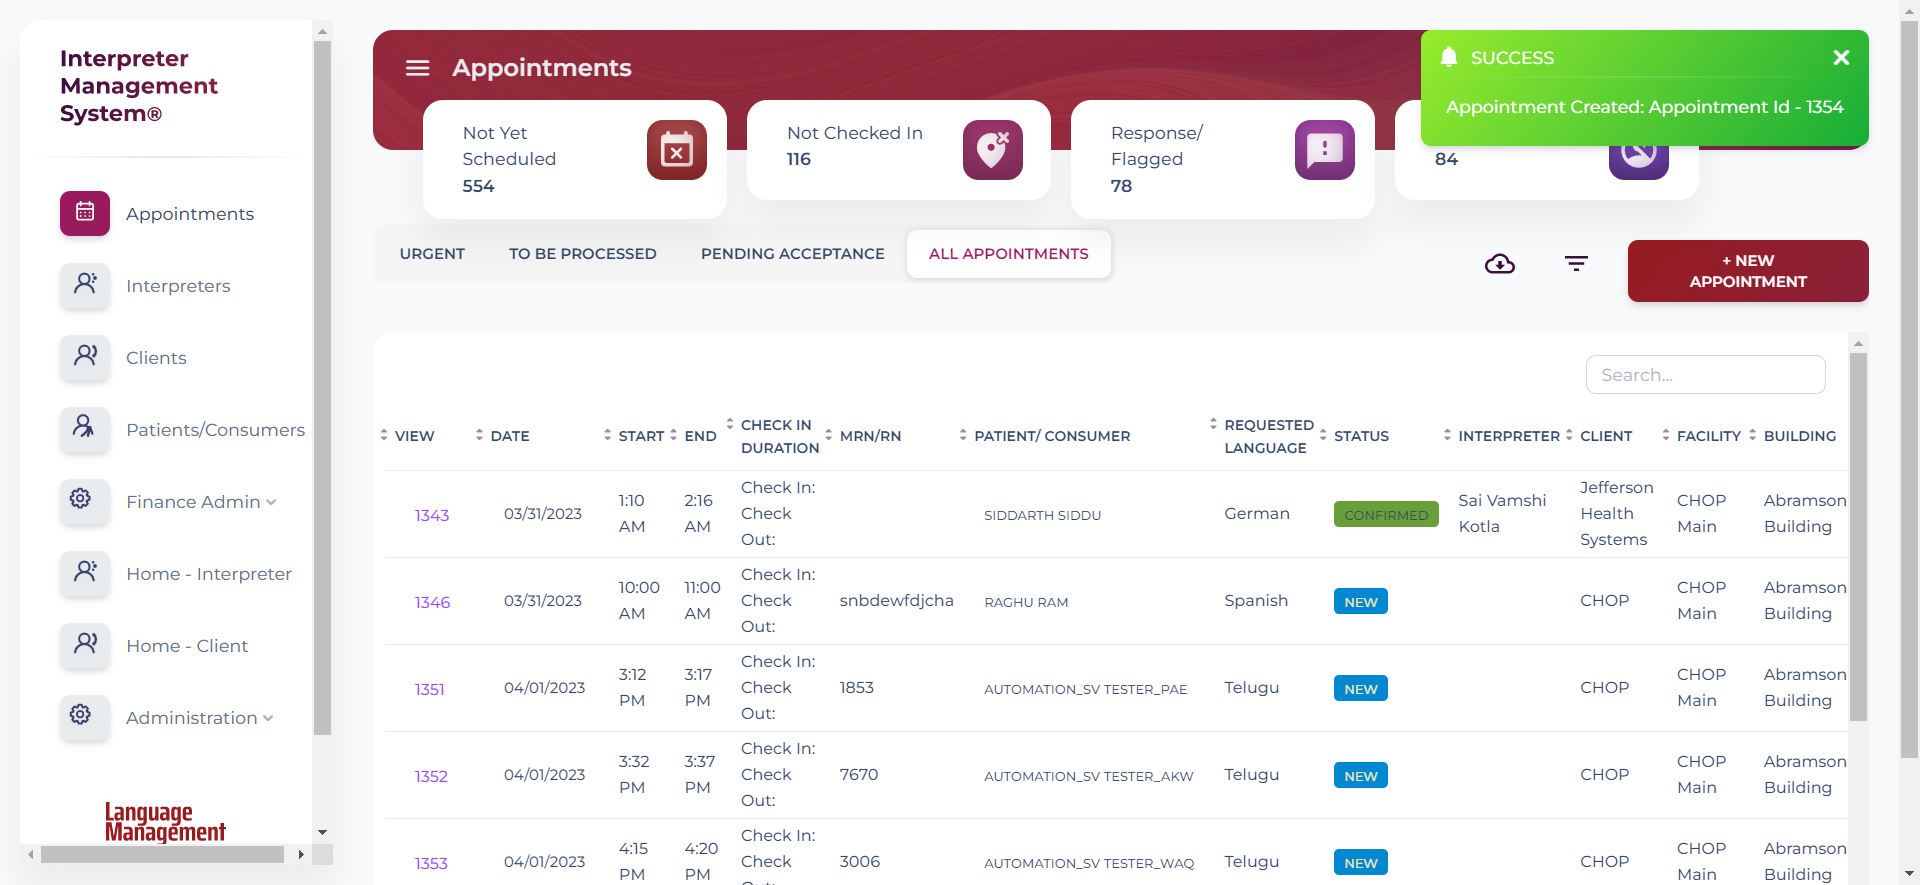 Interpreter
Management
System®
Appointments
Interpreters
Clients
Patients/Consumers
Finance Admin
Home - Interpreter
Home - Client
Administration
Language
Management
Appointments
Not Yet
Scheduled
554
Not Checked In
116
Response/
Flagged
78
84
SUCCESS
Appointment Created: Appointment Id - 1354
URGENT
TO BE PROCESSED
PENDING ACCEPTANCE
ALL APPOINTMENTS
+ NEW
APPOINTMENT
Search...
VIEW DATE START END CHECK IN DURATION MRN/RN PATIENT/ CONSUMER REQUESTED LANGUAGE STATUS INTERPRETER CLIENT FACILITY BUILDING
1343 03/31/2023 1:10 AM 2:16 AM Check In: Check Out: SIDDARTH SIDDU German CONFIRMED Sai Vamshi Kotla Jefferson Health Systems CHOP Main Abramson Building
1346 03/31/2023 10:00 AM 11:00 AM Check In: Check Out: snbdewfdjcha RAGHU RAM Spanish NEW CHOP CHOP Main Abramson Building
1351 04/01/2023 3:12 PM 3:17 PM Check In: Check Out: 1853 AUTOMATION_SV TESTER_PAE Telugu NEW CHOP CHOP Main Abramson Building
1352 04/01/2023 3:32 PM 3:37 PM Check In: Check Out: 7670 AUTOMATION_SV TESTER_AKW Telugu NEW CHOP CHOP Main Abramson Building
1353 04/01/2023 4:15 PM 4:20 PM Check In: Check 3006 AUTOMATION_SV TESTER_WAQ Telugu NEW CHOP CHOP Main Abramson Building